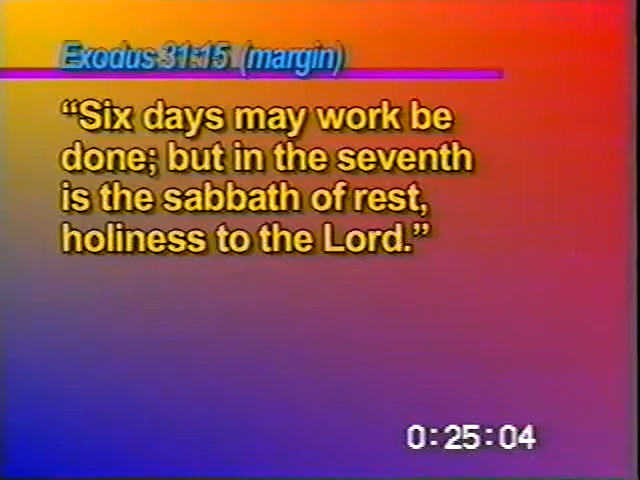 Exodus 31:15 (margin)
“Six days may work be
done; but in the seventh
is the sabbath of rest,
holiness to the Lord.”
0:25:04